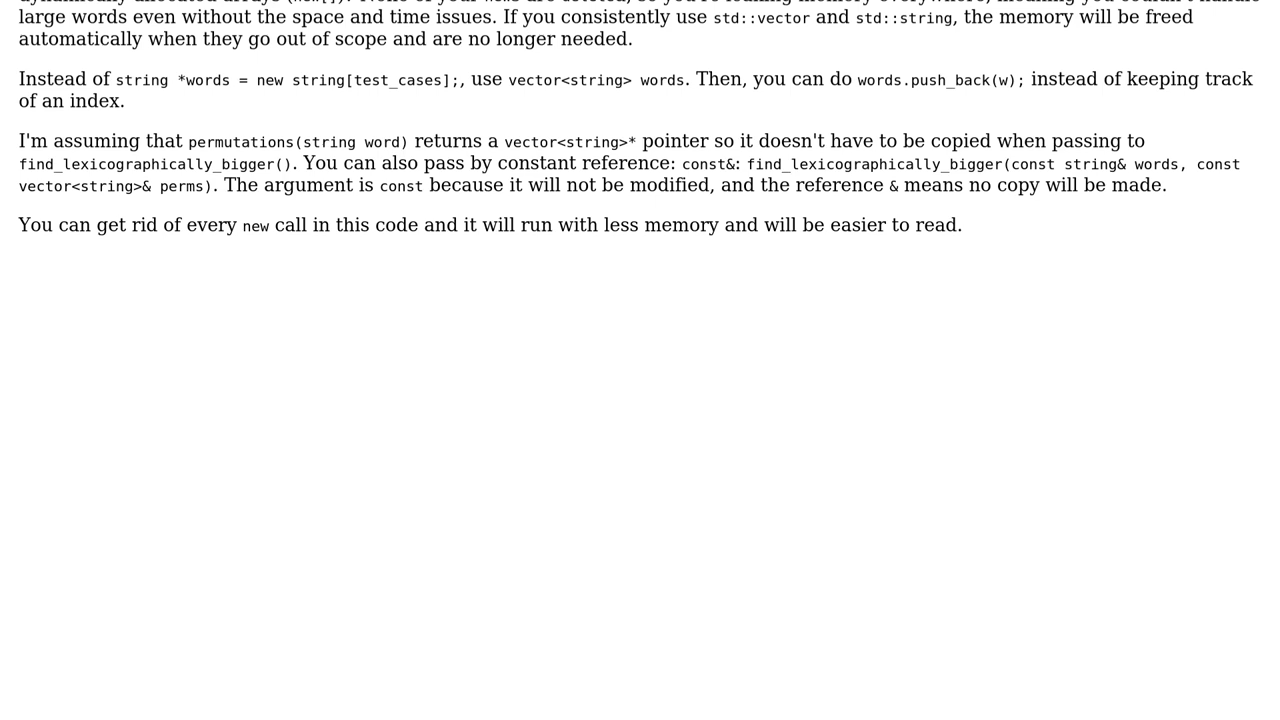 large words even without the space and time issues. If you consistently use std::vector and std::string, the memory will be freed
automatically when they go out of scope and are no longer needed.
Instead of string *words = new string[test_cases];, use vector<string> words. Then, you can do words.push_back(w); instead of keeping track
of an index.
I'm assuming that permutations(string word) returns a vector<string>* pointer so it doesn't have to be copied when passing to
find_lexicographically_bigger(). You can also pass by constant reference: const&: find_lexicographically_bigger(const string& words, const
vector<string>& perms). The argument is const because it will not be modified, and the reference & means no copy will be made.
You can get rid of every new call in this code and it will run with less memory and will be easier to read.